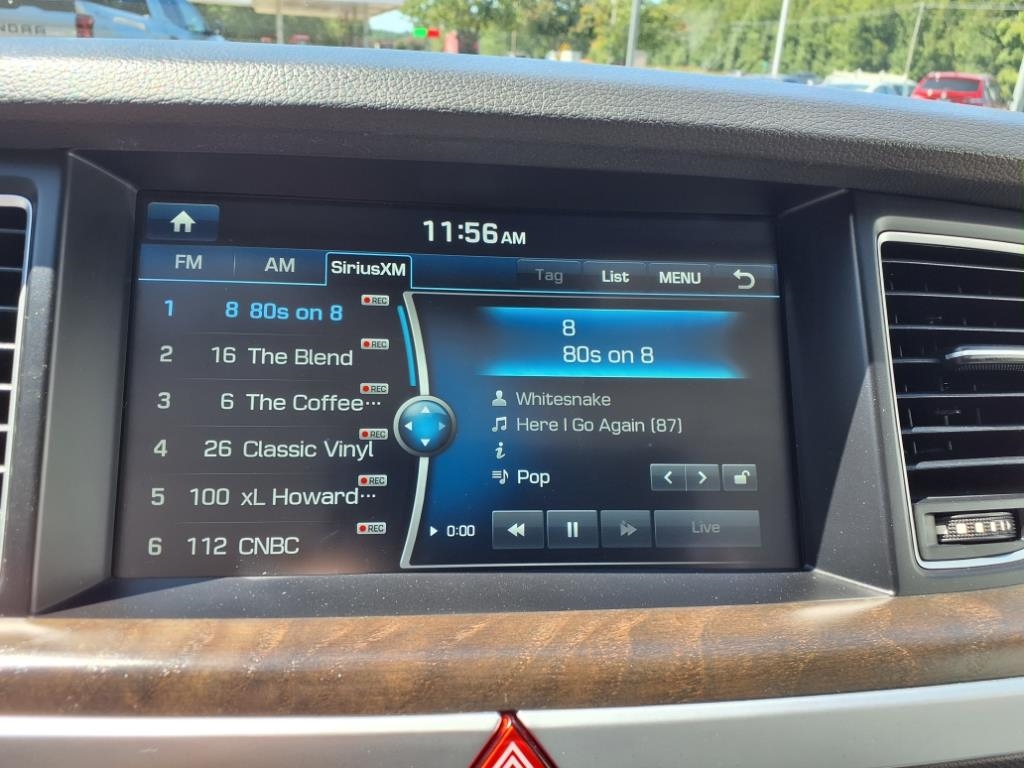 11:56 AM
FM
AM
SiriusXM
Tag
List
MENU
1 8 80s on 8 REC
2 16 The Blend REC
3 6 The Coffee... REC
4 26 Classic Vinyl REC
5 100 xL Howard... REC
6 112 CNBC REC
8
80s on 8
Whitesnake
Here I Go Again (87)
i
Pop
0:00
Live